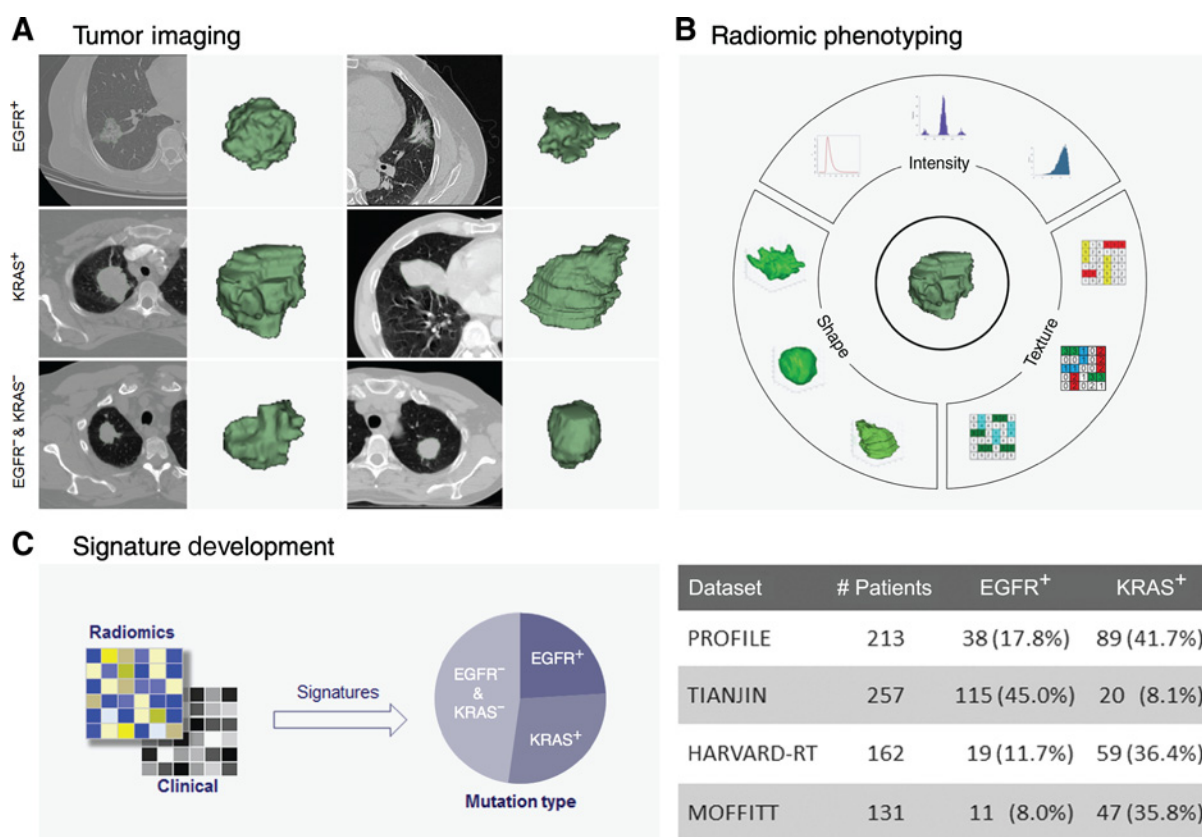 A Tumor imaging
EGFR⁺
KRAS⁺
EGFR⁻ & KRAS⁻
B Radiomic phenotyping
Intensity
Shape
Texture
C Signature development
Radiomics
Clinical
Signatures
EGFR⁺
EGFR⁻
&
KRAS⁻
KRAS⁺
Mutation type
Dataset # Patients EGFR⁺ KRAS⁺
PROFILE 213 38 (17.8%) 89 (41.7%)
TIANJIN 257 115 (45.0%) 20 (8.1%)
HARVARD-RT 162 19 (11.7%) 59 (36.4%)
MOFFITT 131 11 (8.0%) 47 (35.8%)